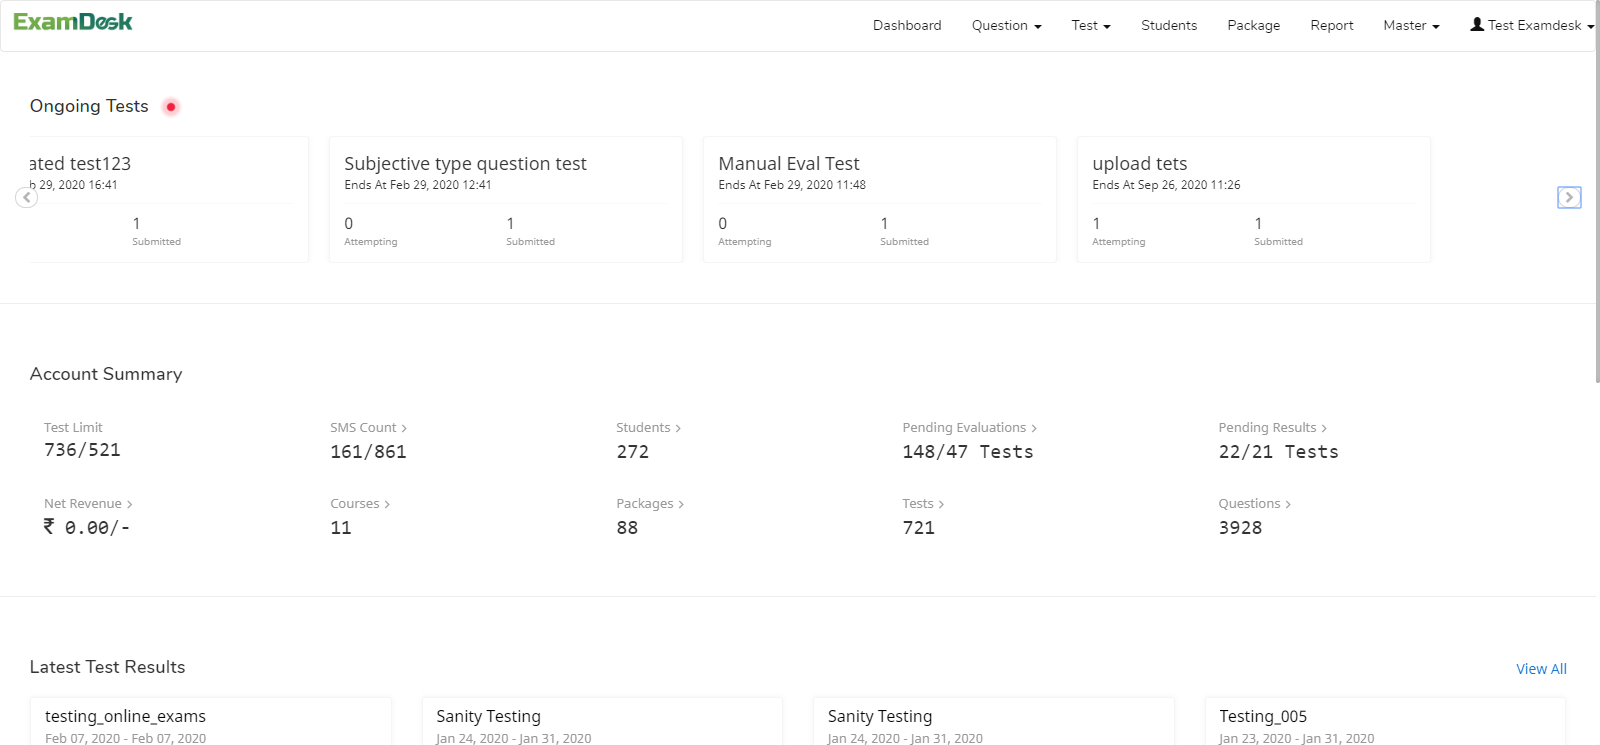 ExamDesk
Dashboard Question Test Students Package Report Master Test Examdesk
Ongoing Tests
ated test123
29, 2020 16:41
1
Submitted
Subjective type question test
Ends At Feb 29, 2020 12:41
0 1
Attempting Submitted
Manual Eval Test
Ends At Feb 29, 2020 11:48
0 1
Attempting Submitted
upload tets
Ends At Sep 26, 2020 11:26
1 1
Attempting Submitted
Account Summary
Test Limit
736/521
SMS Count >
161/861
Students >
272
Pending Evaluations >
148/47 Tests
Pending Results >
22/21 Tests
Net Revenue >
₹ 0.00/-
Courses >
11
Packages >
88
Tests >
721
Questions >
3928
Latest Test Results
View All
testing_online_exams
Feb 07, 2020 - Feb 07, 2020
Sanity Testing
Jan 24, 2020 - Jan 31, 2020
Sanity Testing
Jan 24, 2020 - Jan 31, 2020
Testing_005
Jan 23, 2020 - Jan 31, 2020